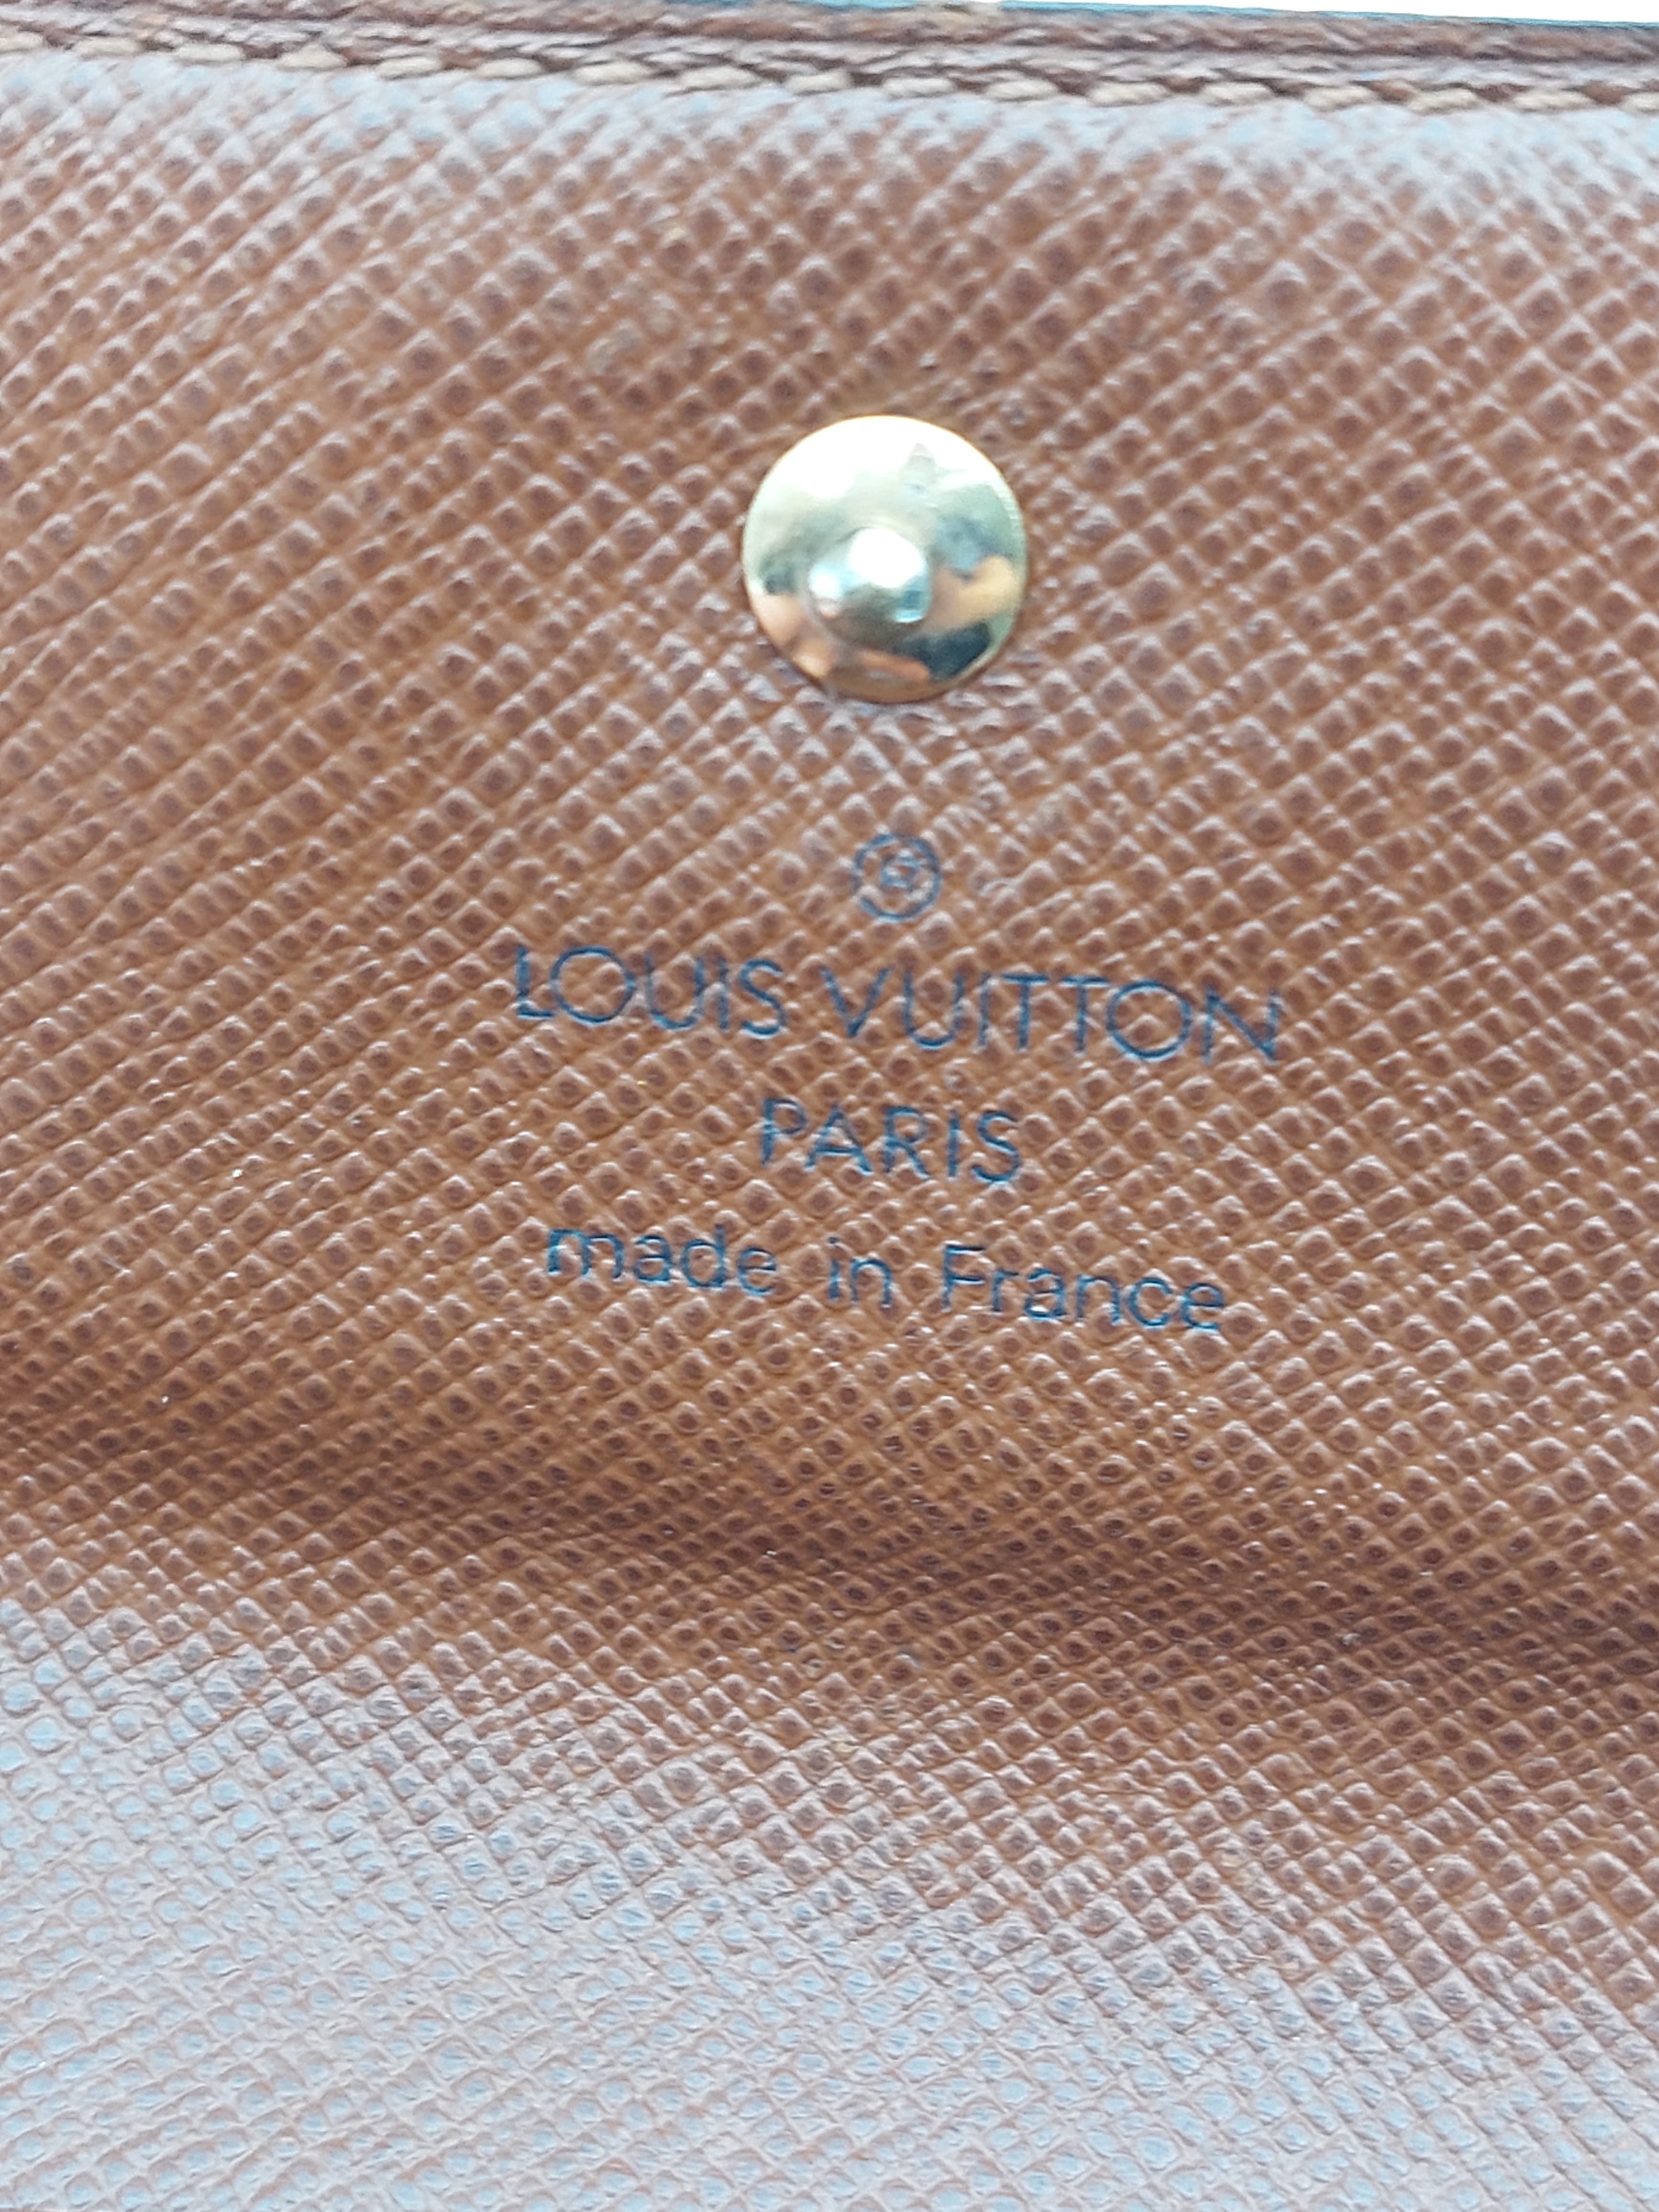 ®
LOUIS VUITTON
PARIS
made in France